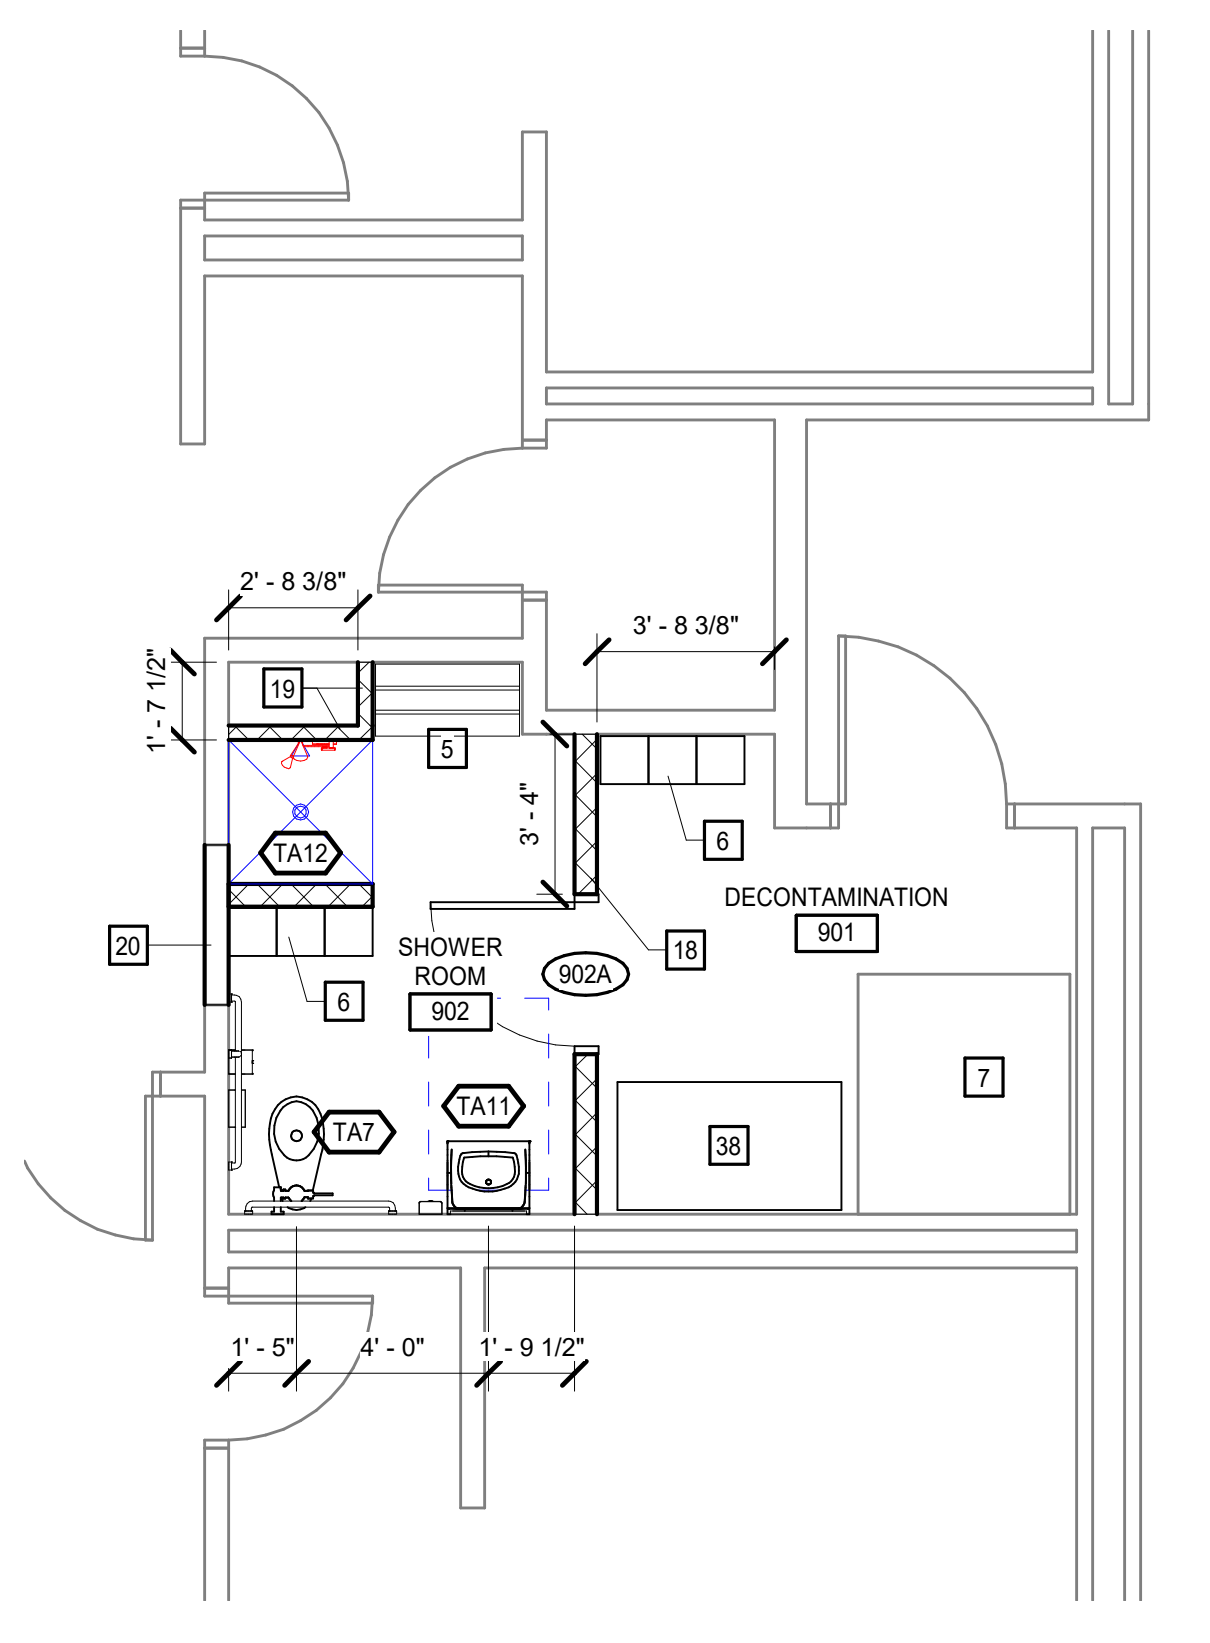 2' - 8 3/8"
3' - 8 3/8"
1' - 7 1/2"
19
5
3' - 4"
6
TA12
DECONTAMINATION
901
20
SHOWER
ROOM
902
18
902A
6
7
TA11
TA7
38
1' - 5"
4' - 0"
1' - 9 1/2"